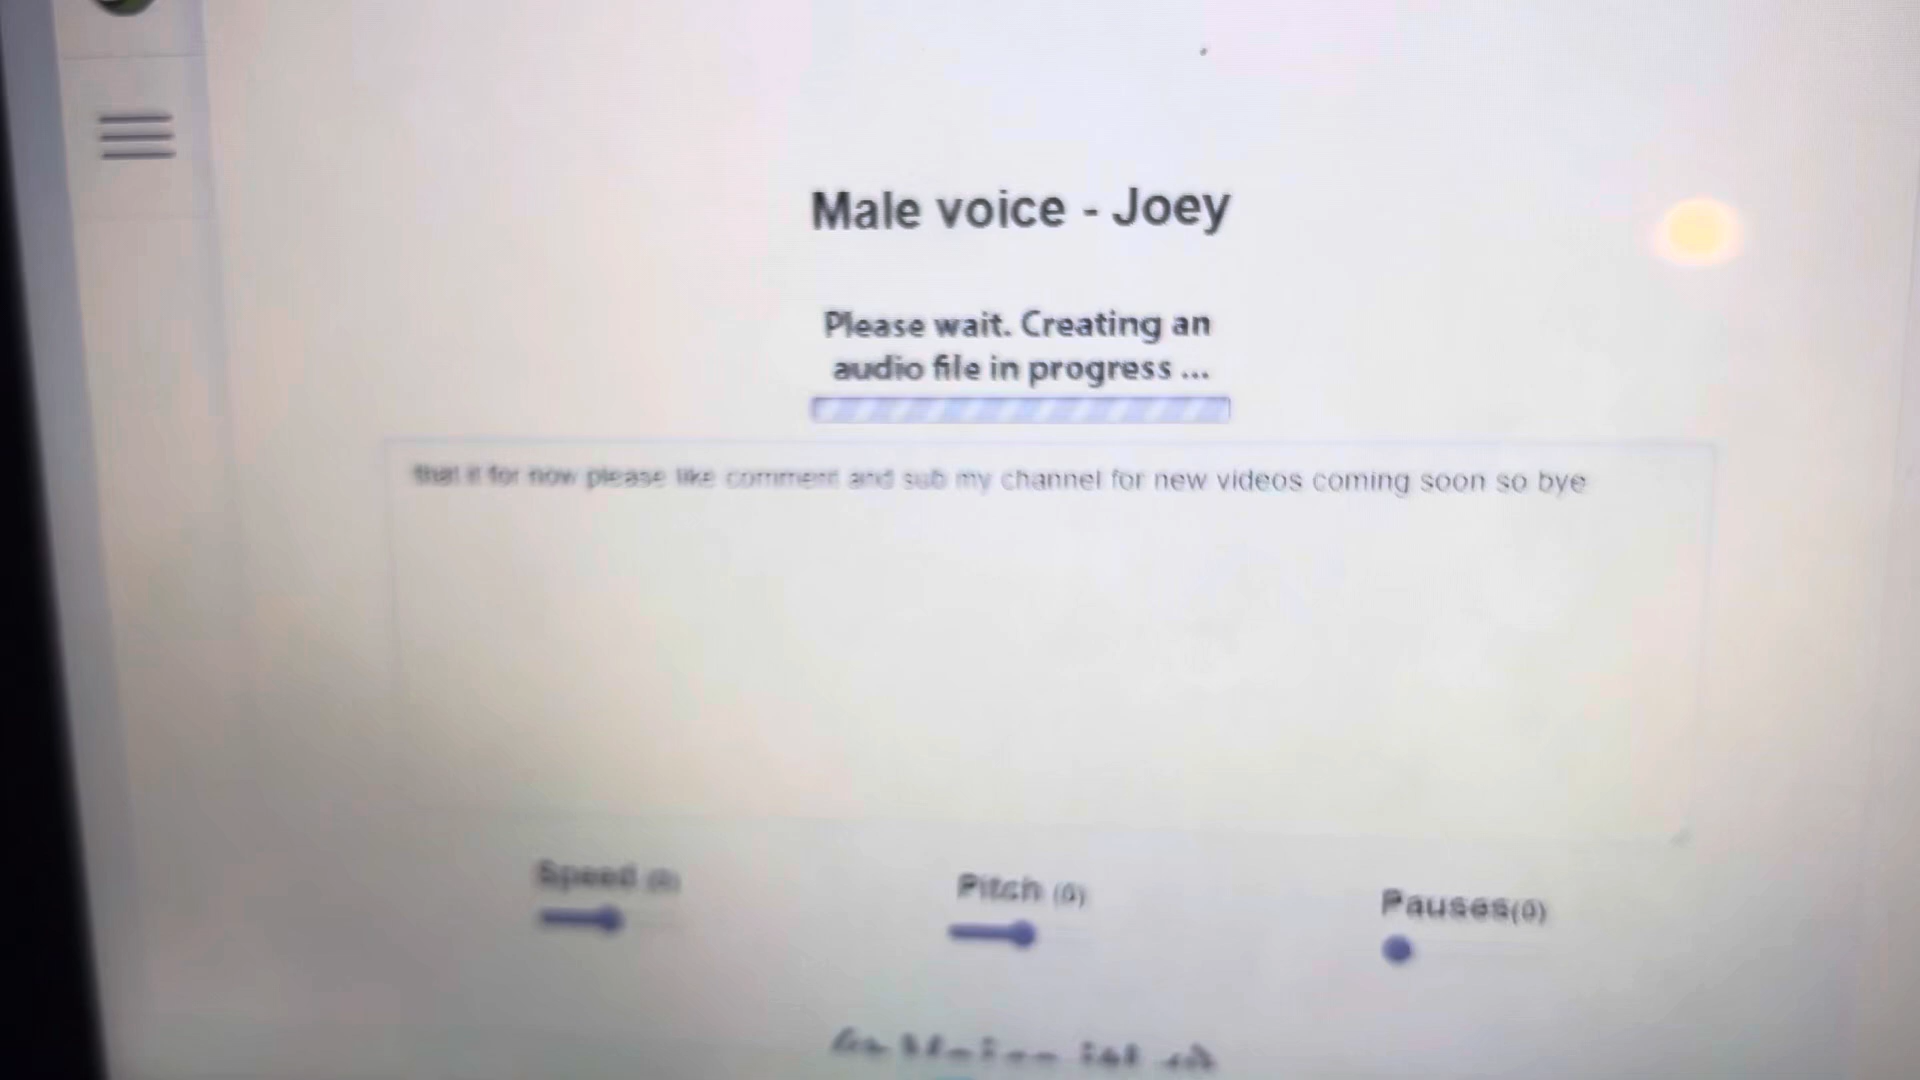 Male voice - Joey
Please wait. Creating an
audio file in progress ...
that it for now please like comment and sub my channel for new videos coming soon so bye
Speed (0)
Pitch (0)
Pauses(0)